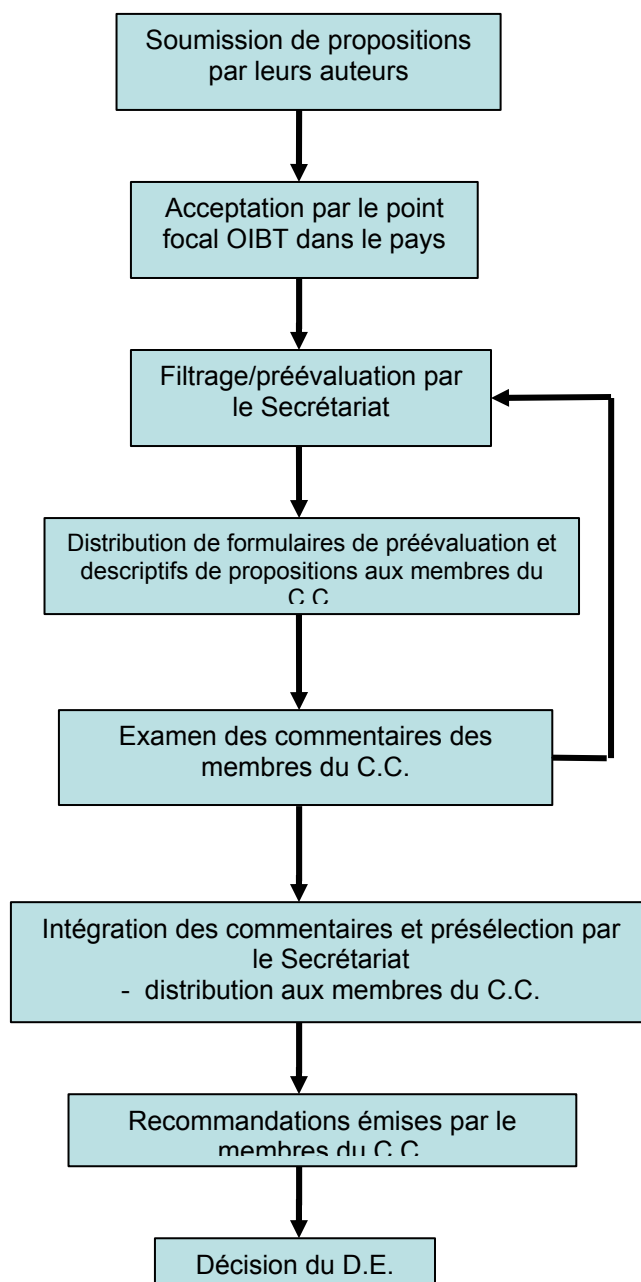 Soumission de propositions
par leurs auteurs
Acceptation par le point
focal OIBT dans le pays
Filtrage/préévaluation par
le Secrétariat
Distribution de formulaires de préévaluation et
descriptifs de propositions aux membres du
C.C.
Examen des commentaires des
membres du C.C.
Intégration des commentaires et présélection par
le Secrétariat
- distribution aux membres du C.C.
Recommandations émises par le
membres du C.C.
Décision du D.E.